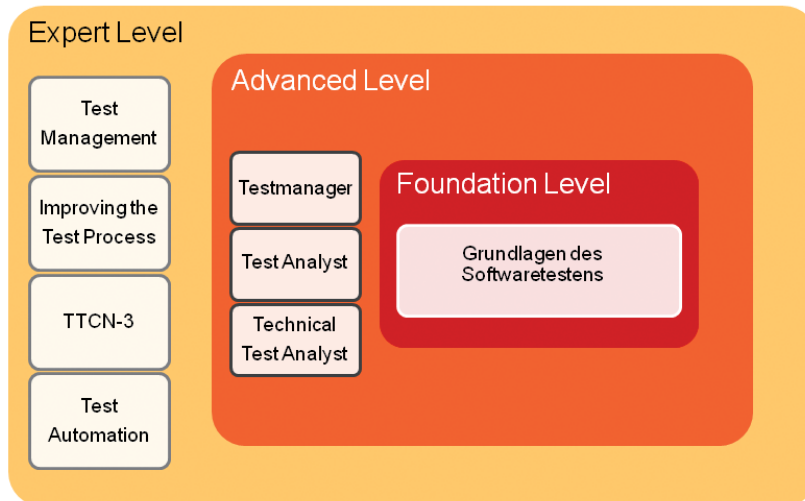 Expert Level
Test
Management
Improving the
Test Process
TTCN-3
Test
Automation
Advanced Level
Testmanager
Test Analyst
Technical
Test Analyst
Foundation Level
Grundlagen des
Softwaretestens